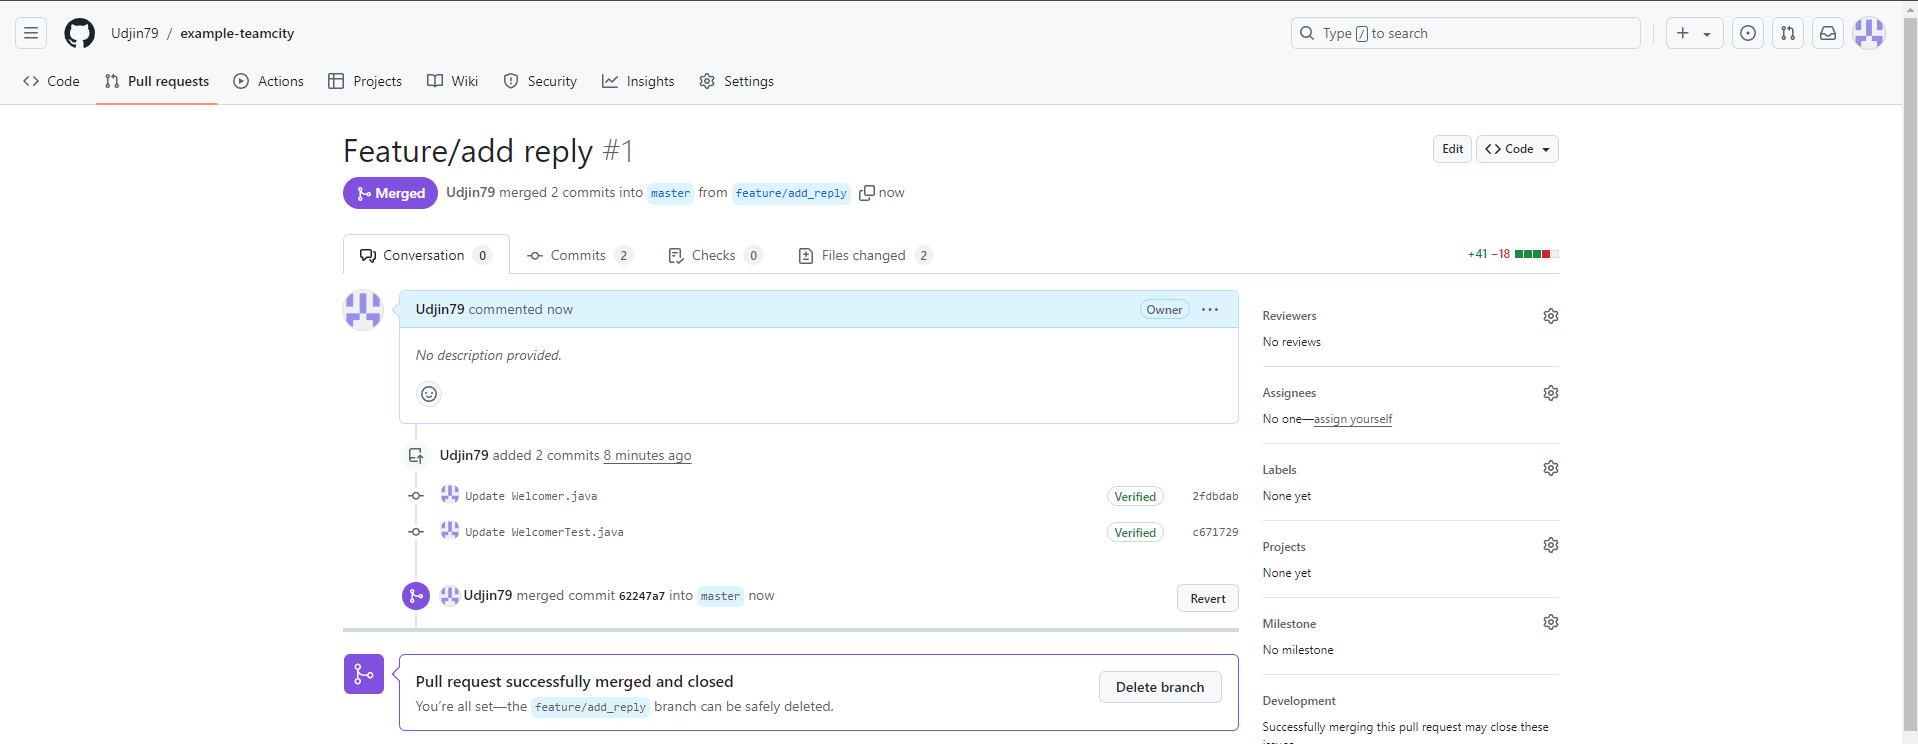 Udjin79 / example-teamcity
Type / to search
Code
Pull requests
Actions
Projects
Wiki
Security
Insights
Settings
Feature/add reply #1
Edit
Code
Merged
Udjin79 merged 2 commits into master from feature/add_reply now
Conversation 0
Commits 2
Checks 0
Files changed 2
+41 −18
Udjin79 commented now
Owner
No description provided.
Udjin79 added 2 commits 8 minutes ago
Update Welcomer.java
Verified
2fdbdab
Update WelcomerTest.java
Verified
c671729
Udjin79 merged commit 62247a7 into master now
Revert
Pull request successfully merged and closed
You’re all set—the feature/add_reply branch can be safely deleted.
Delete branch
Reviewers
No reviews
Assignees
No one—assign yourself
Labels
None yet
Projects
None yet
Milestone
No milestone
Development
Successfully merging this pull request may close these